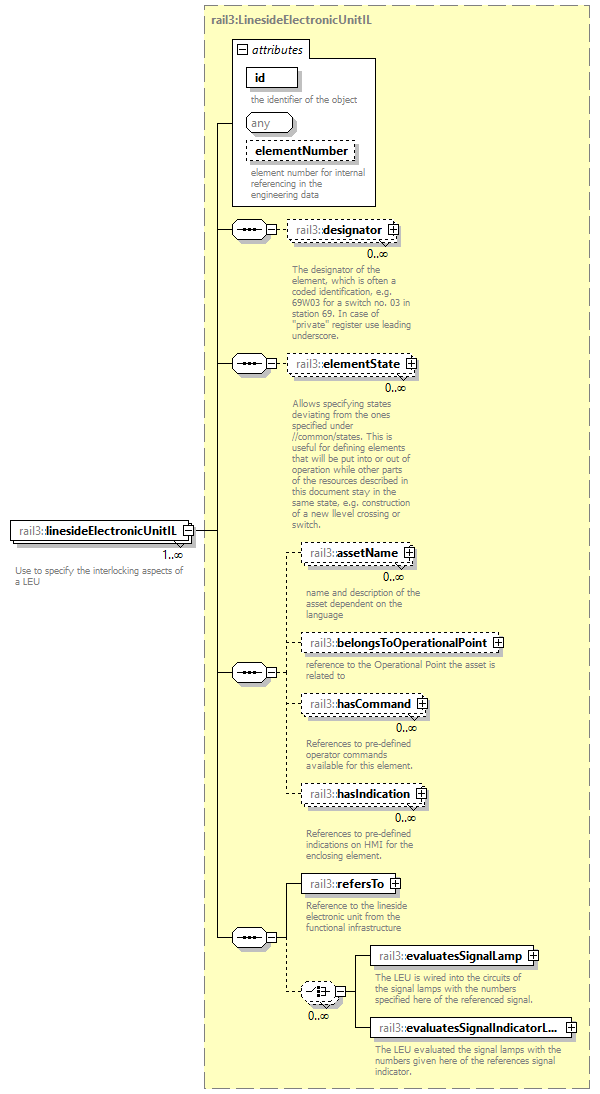 rail3:LinesideElectronicUnitIL
attributes
id
the identifier of the object
any
elementNumber
element number for internal
referencing in the
engineering data
rail3::designator
0..∞
The designator of the
element, which is often a
coded identification, e.g.
69W03 for a switch no. 03 in
station 69. In case of
"private" register use leading
underscore.
rail3::elementState
0..∞
Allows specifying states
deviating from the ones
specified under
//common/states. This is
useful for defining elements
that will be put into or out of
operation while other parts
of the resources described in
this document stay in the
same state, e.g. construction
of a new llevel crossing or
switch.
rail3::linesideElectronicUnitIL
1..∞
Use to specify the interlocking aspects of
a LEU
rail3::assetName
0..∞
name and description of the
asset dependent on the
language
rail3::belongsToOperationalPoint
reference to the Operational Point the asset is
related to
rail3::hasCommand
0..∞
References to pre-defined
operator commands
available for this element.
rail3::hasIndication
0..∞
References to pre-defined
indications on HMI for the
enclosing element.
rail3::refersTo
Reference to the lineside
electronic unit from the
functional infrastructure
0..∞
rail3::evaluatesSignalLamp
The LEU is wired into the circuits of
the signal lamps with the numbers
specified here of the referenced signal.
rail3::evaluatesSignalIndicatorL...
The LEU evaluated the signal lamps with the
numbers given here of the references signal
indicator.